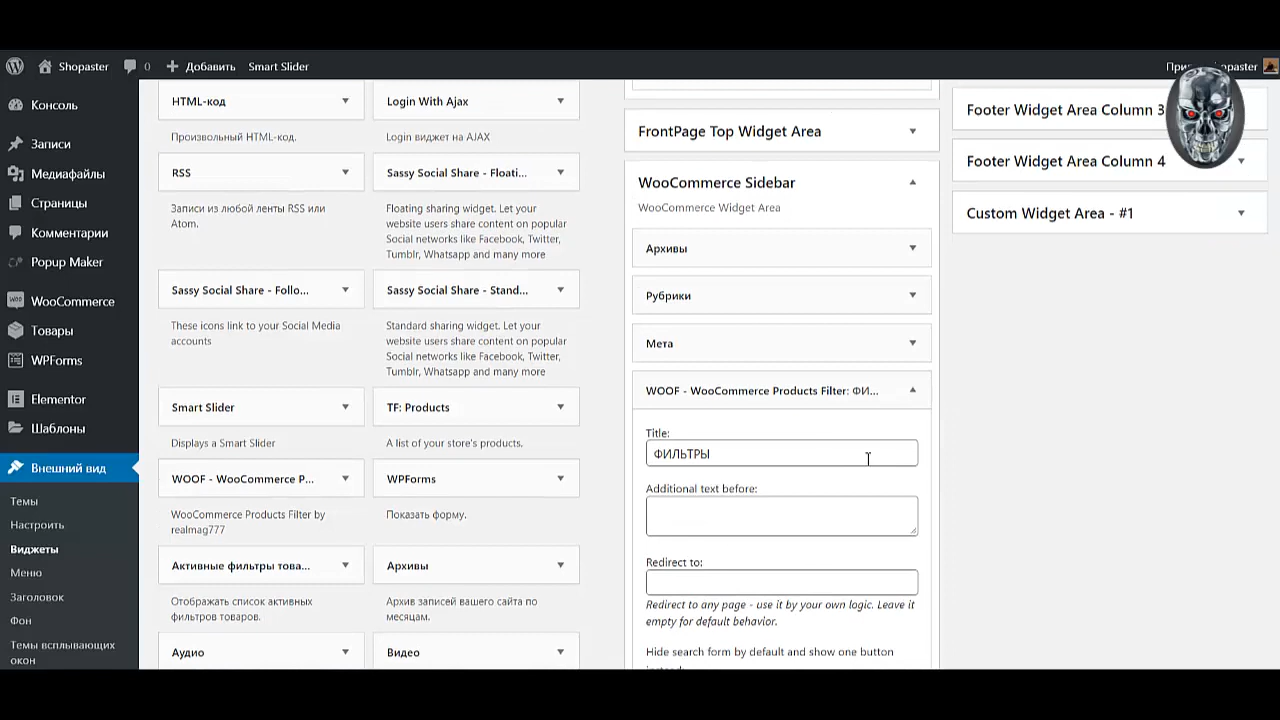 Shopaster
0
Добавить
Smart Slider
Shopaster
Консоль
Записи
Медиафайлы
Страницы
Комментарии
Popup Maker
WooCommerce
Товары
WPForms
Elementor
Шаблоны
Внешний вид
Темы
Настроить
Виджеты
Меню
Заголовок
Фон
Темы всплывающих
окон
HTML-код
Произвольный HTML-код.
RSS
Записи из любой ленты RSS или
Atom.
Sassy Social Share - Follo...
These icons link to your Social Media
accounts
Smart Slider
Displays a Smart Slider
WOOF - WooCommerce P...
WooCommerce Products Filter by
realmag777
Активные фильтры това...
Отображать список активных
фильтров товаров.
Аудио
Login With Ajax
Login виджет на AJAX
Sassy Social Share - Floati...
Floating sharing widget. Let your
website users share content on popular
Social networks like Facebook, Twitter,
Tumblr, Whatsapp and many more
Sassy Social Share - Stand...
Standard sharing widget. Let your
website users share content on popular
Social networks like Facebook, Twitter,
Tumblr, Whatsapp and many more
TF: Products
A list of your store's products.
WPForms
Показать форму.
Архивы
Архив записей вашего сайта по
месяцам.
Видео
FrontPage Top Widget Area
WooCommerce Sidebar
WooCommerce Widget Area
Архивы
Рубрики
Мета
WOOF - WooCommerce Products Filter: ФИ...
Title:
ФИЛЬТРЫ
Additional text before:
Redirect to:
Redirect to any page - use it by your own logic. Leave it
empty for default behavior.
Hide search form by default and show one button
Footer Widget Area Column 3
Footer Widget Area Column 4
Custom Widget Area - #1